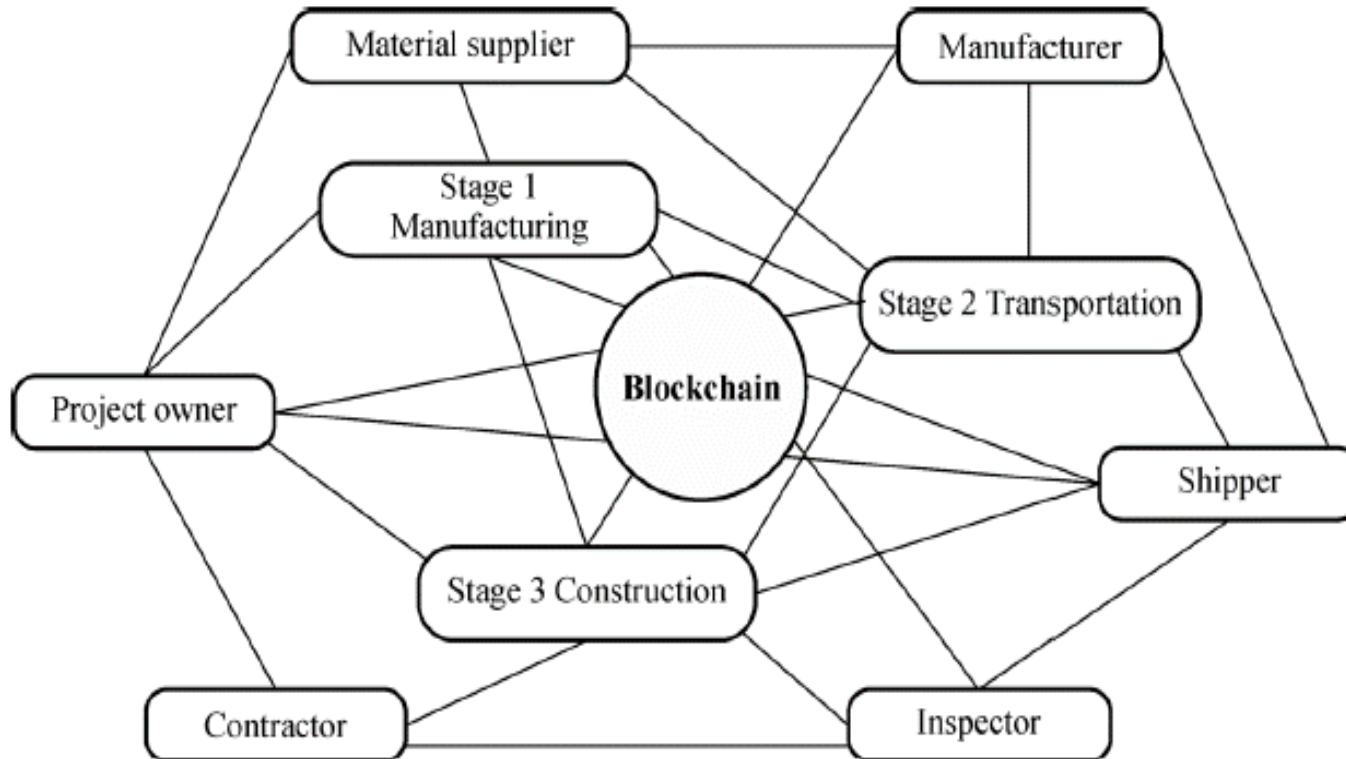 Material supplier
Manufacturer
Stage 1
Manufacturing
Stage 2 Transportation
Blockchain
Project owner
Shipper
Stage 3 Construction
Contractor
Inspector